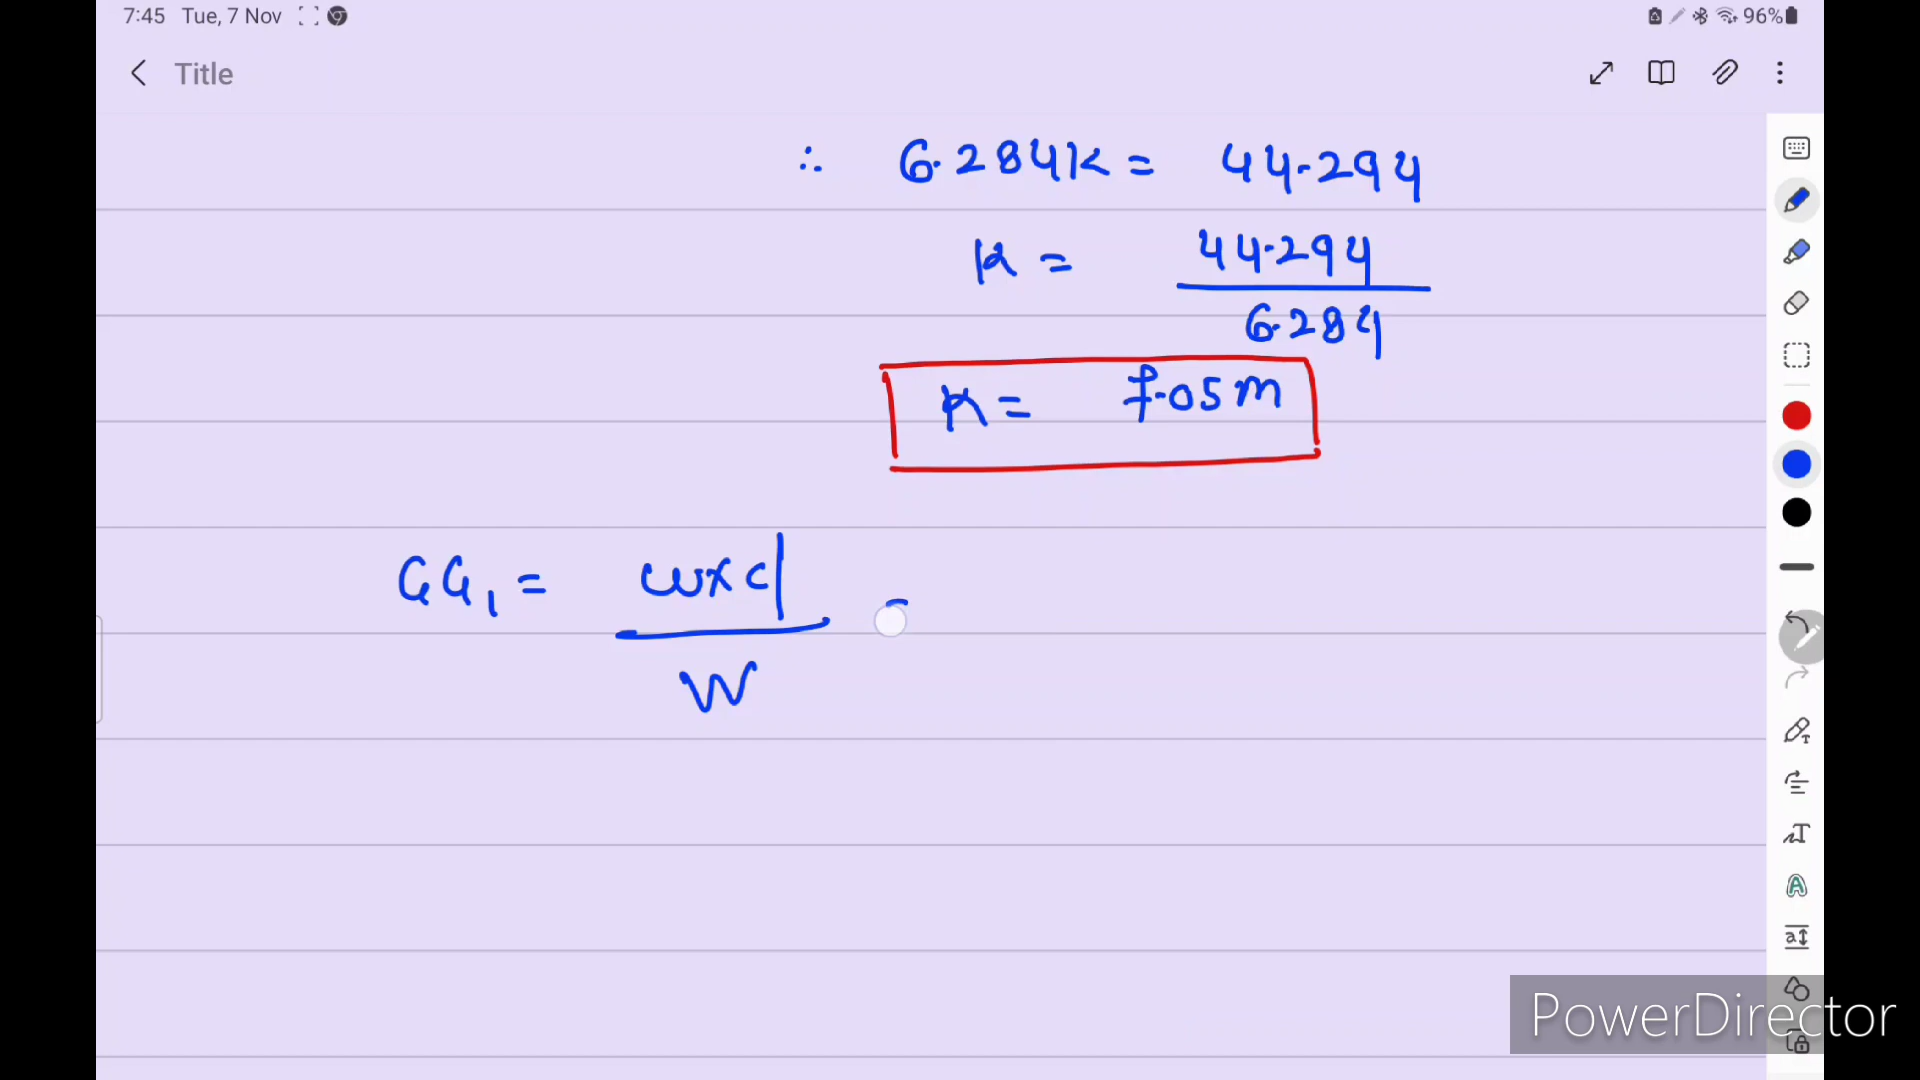 7:45 Tue, 7 Nov 96%
Title
∴ 6.284K = 44.294
K = 44.294
6.284
K = 7.05m
GG₁ = w×d
W
=
PowerDirector